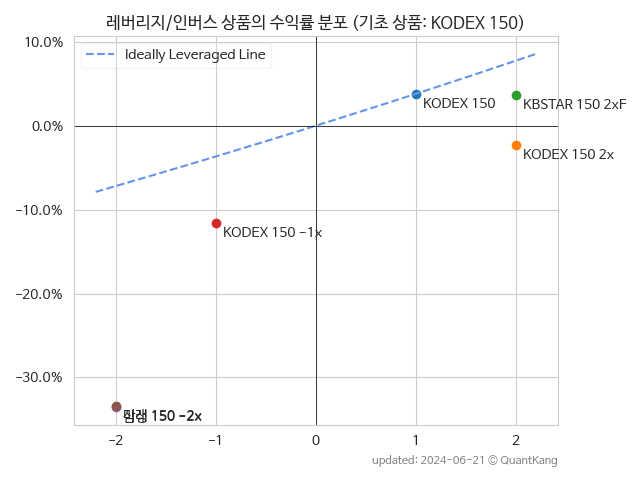 레버리지/인버스 상품의 수익률 분포 (기초 상품: KODEX 150)
10.0%
Ideally Leveraged Line
KODEX 150
KBSTAR 150 2xF
0.0%
KODEX 150 2x
-10.0%
KODEX 150 -1x
-20.0%
-30.0%
150 -2x
-2
-1
0
1
2
updated: 2024-06-21 © QuantKang